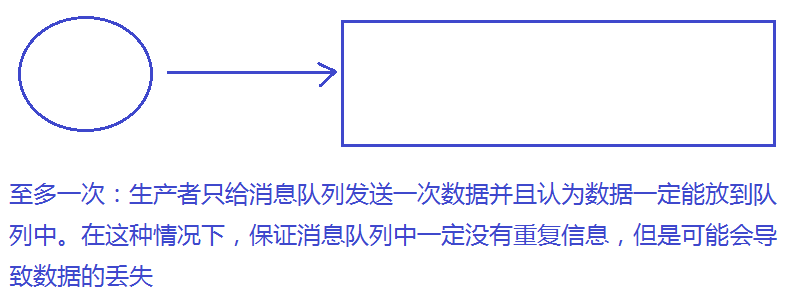 至多一次：生产者只给消息队列发送一次数据并且认为数据一定能放到队
列中。在这种情况下，保证消息队列中一定没有重复信息，但是可能会导
致数据的丢失